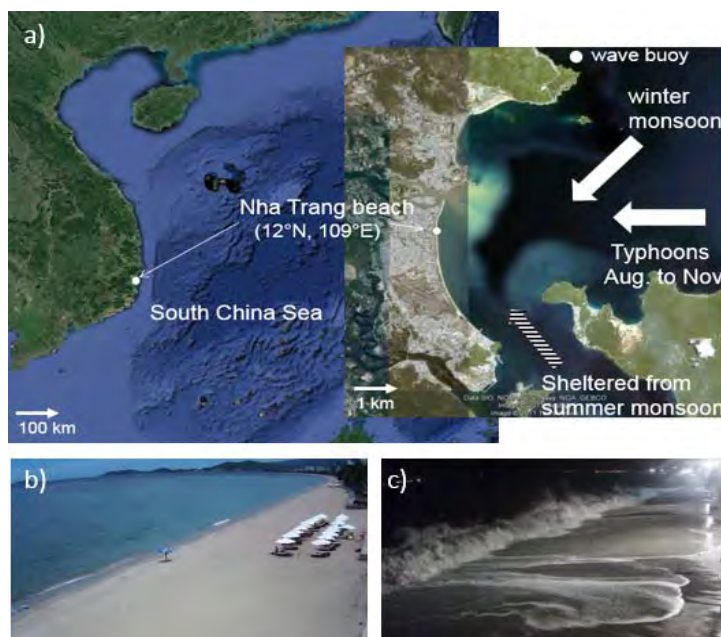 a)
wave buoy
winter
monsoon
Nha Trang beach
(12°N, 109°E)
Typhoons
Aug. to Nov
South China Sea
Sheltered from
summer monsoon
1 km
100 km
b)
c)